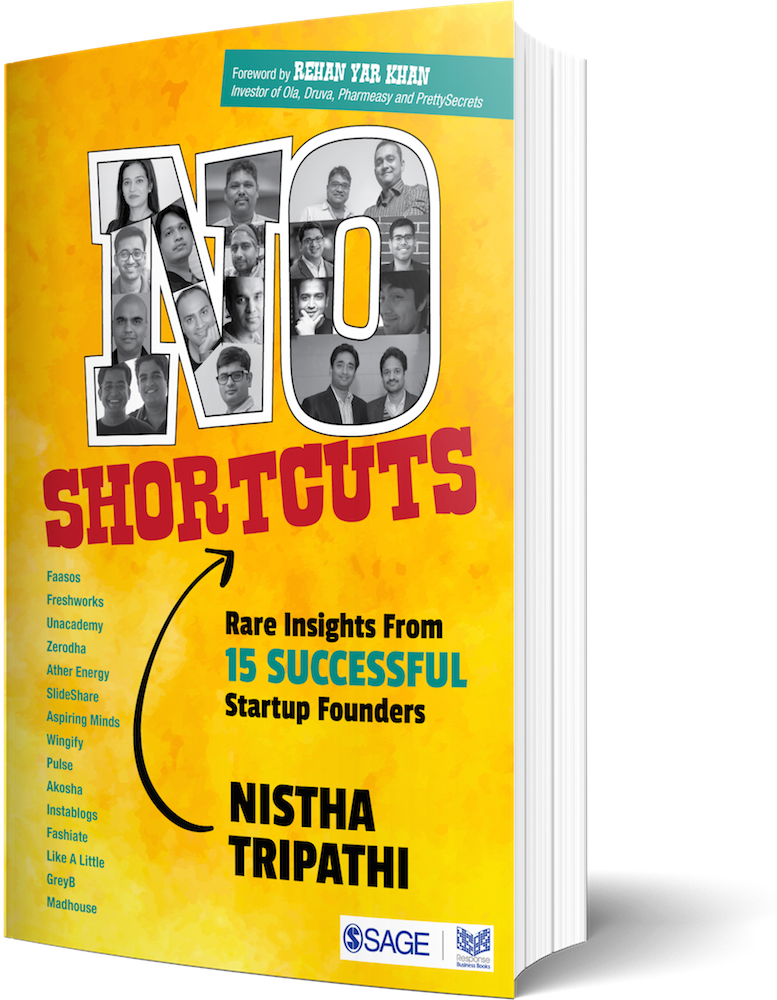 Foreword by REHAN YAR KHAN
Investor of Ola, Druva, Pharmeasy and PrettySecrets
NO
SHORTCUTS
Faasos
Freshworks
Unacademy
Zerodha
Ather Energy
SlideShare
Aspiring Minds
Wingify
Pulse
Akosha
Instablogs
Fashiate
Like A Little
GreyB
Madhouse
Rare Insights From
15 SUCCESSFUL
Startup Founders
NISTHA
TRIPATHI
SAGE
Response
Business Books